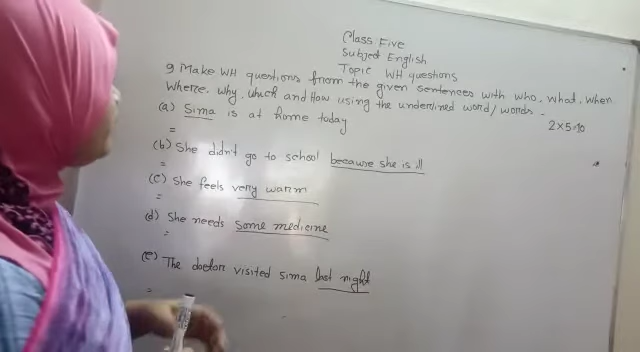 Class Five
Subject English
Topic WH questions
9 Make WH questions from the given sentences with who, what, when
where, why, which and How using the underlined word/words.
2×5=10
(a) Sima is at home today
=
(b) She didn't go to school because she is ill
=
(c) She feels very warm
=
(d) She needs some medicine
=
(e) The doctor visited sima last night
=